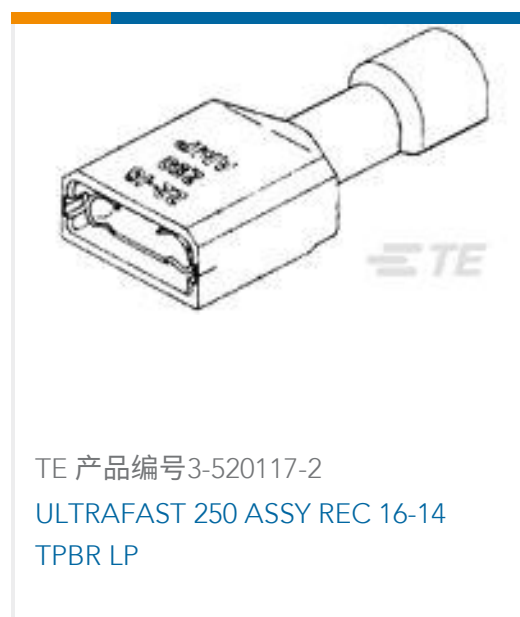 TE
TE 产品编号3-520117-2
ULTRAFAST 250 ASSY REC 16-14
TPBR LP